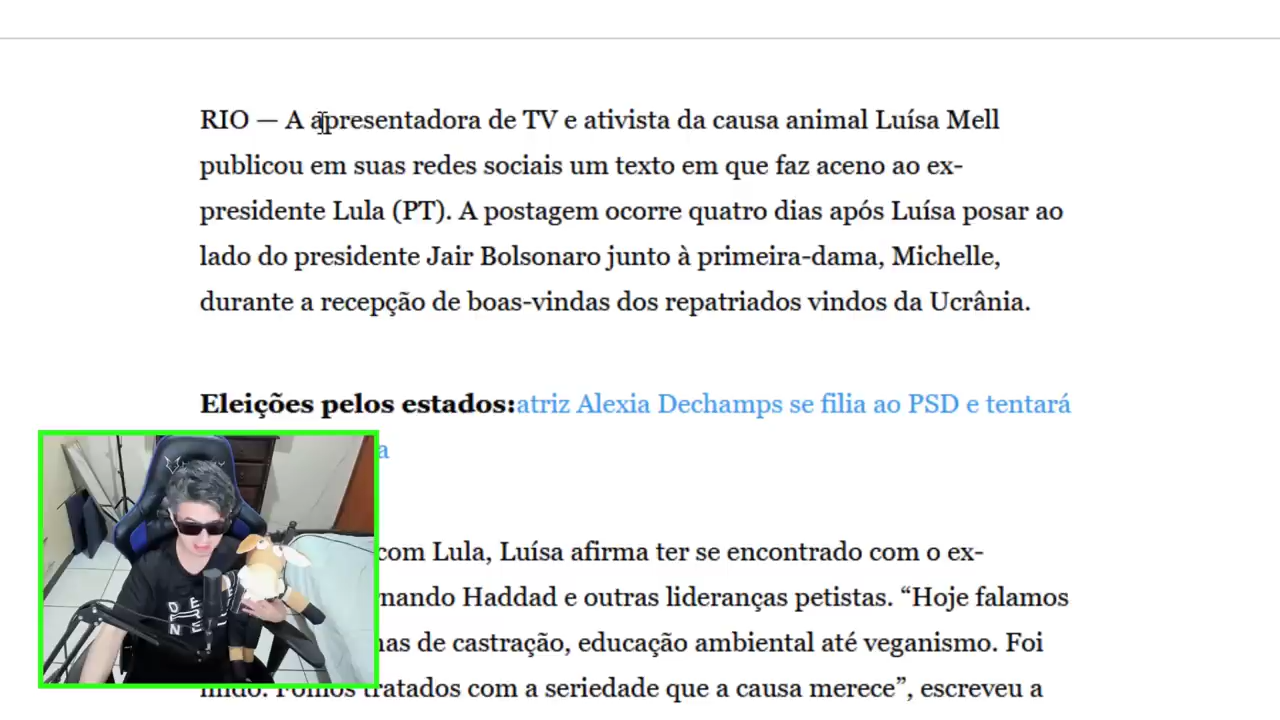 RIO — A apresentadora de TV e ativista da causa animal Luísa Mell
publicou em suas redes sociais um texto em que faz aceno ao ex-
presidente Lula (PT). A postagem ocorre quatro dias após Luísa posar ao
lado do presidente Jair Bolsonaro junto à primeira-dama, Michelle,
durante a recepção de boas-vindas dos repatriados vindos da Ucrânia.
Eleições pelos estados:atriz Alexia Dechamps se filia ao PSD e tentará
a
com Lula, Luísa afirma ter se encontrado com o ex-
nando Haddad e outras lideranças petistas. “Hoje falamos
nas de castração, educação ambiental até veganismo. Foi
Fomos tratados com a seriedade que a causa merece”, escreveu a